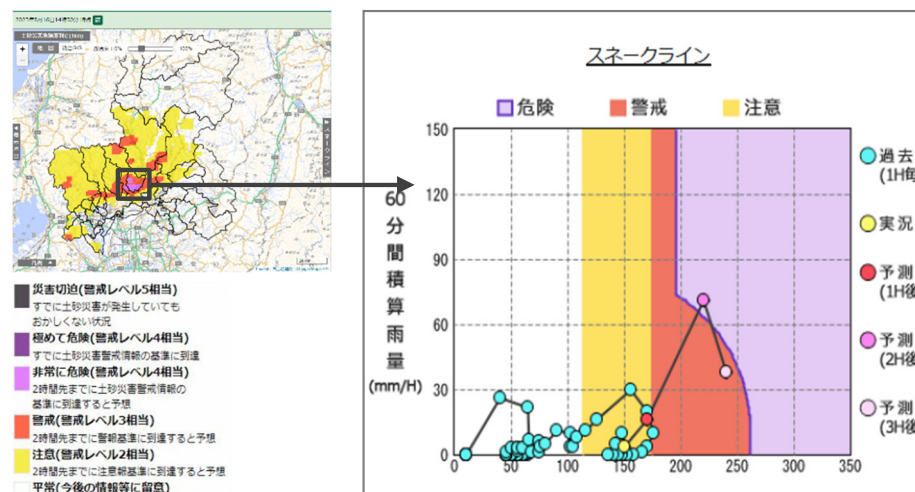 スネークライン
危険
警戒
注意
150
120
90
60
30
0
0
50
100
150
200
250
300
350
60分間積算雨量
(mm/H)
過去
(1H毎
実況
予測
(1H後
予測
(2H後
予測
(3H後
災害切迫(警戒レベル5相当)
すでに土砂災害が発生していても
おかしくない状況
極めて危険(警戒レベル4相当)
すでに土砂災害警戒情報の基準に到達
非常に危険(警戒レベル4相当)
2時間先までに土砂災害警戒情報の
基準に到達すると予想
警戒(警戒レベル3相当)
2時間先までに警報基準に到達すると予想
注意(警戒レベル2相当)
2時間先までに注意報基準に到達すると予想
平常(今後の情報等に留意)